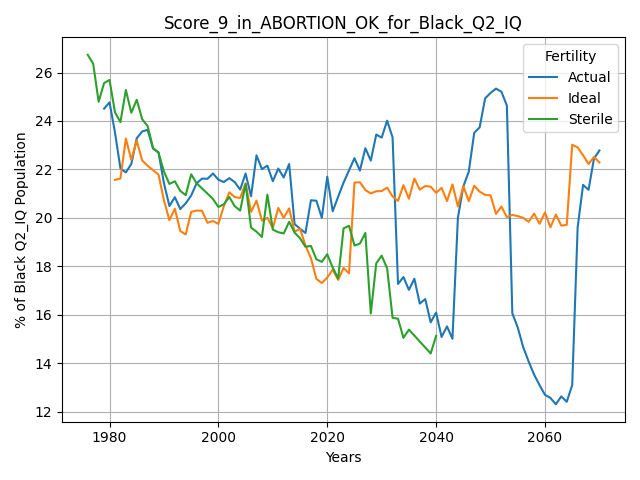 Score_9_in_ABORTION_OK_for_Black_Q2_IQ
Fertility
Actual
Ideal
Sterile
% of Black Q2_IQ Population
26
24
22
20
18
16
14
12
1980
2000
2020
2040
2060
Years